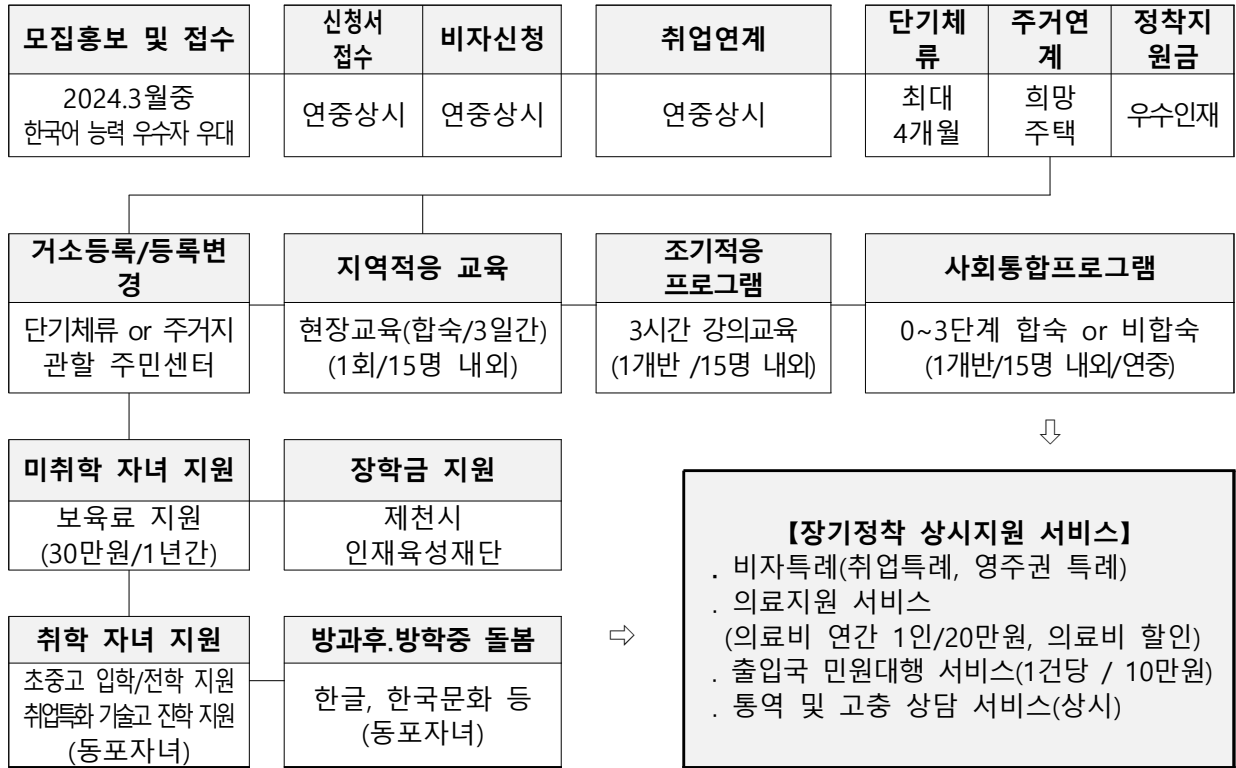 모집홍보 및 접수
2024.3월중
한국어 능력 우수자 우대
신청서
접수
연중상시
비자신청
연중상시
취업연계
연중상시
단기체
류
최대
4개월
주거연
계
희망
주택
정착지
원금
우수인재
거소등록/등록변
경
단기체류 or 주거지
관할 주민센터
지역적응 교육
현장교육(합숙/3일간)
(1회/15명 내외)
조기적응
프로그램
3시간 강의교육
(1개반 /15명 내외)
사회통합프로그램
0~3단계 합숙 or 비합숙
(1개반/15명 내외/연중)
⇩
미취학 자녀 지원
보육료 지원
(30만원/1년간)
장학금 지원
제천시
인재육성재단
취학 자녀 지원
초중고 입학/전학 지원
취업특화 기술고 진학 지원
(동포자녀)
방과후.방학중 돌봄
한글, 한국문화 등
(동포자녀)
⇨
【장기정착 상시지원 서비스】
. 비자특례(취업특례, 영주권 특례)
. 의료지원 서비스
(의료비 연간 1인/20만원, 의료비 할인)
. 출입국 민원대행 서비스(1건당 / 10만원)
. 통역 및 고충 상담 서비스(상시)